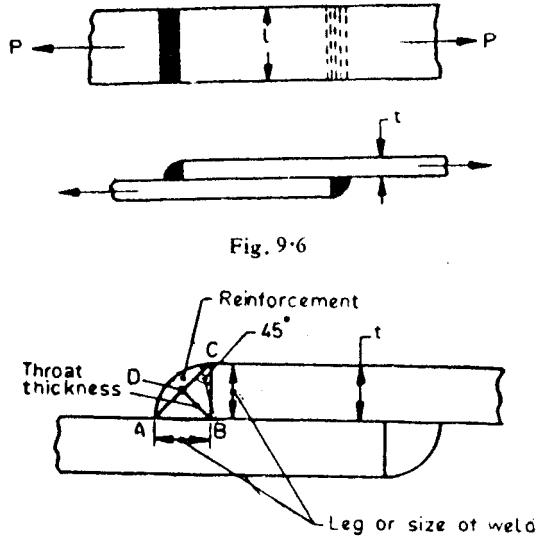 P
l
P
t
Fig. 9·6
Reinforcement
45°
C
t
Throat
thickness
D
A
B
Leg or size of weld